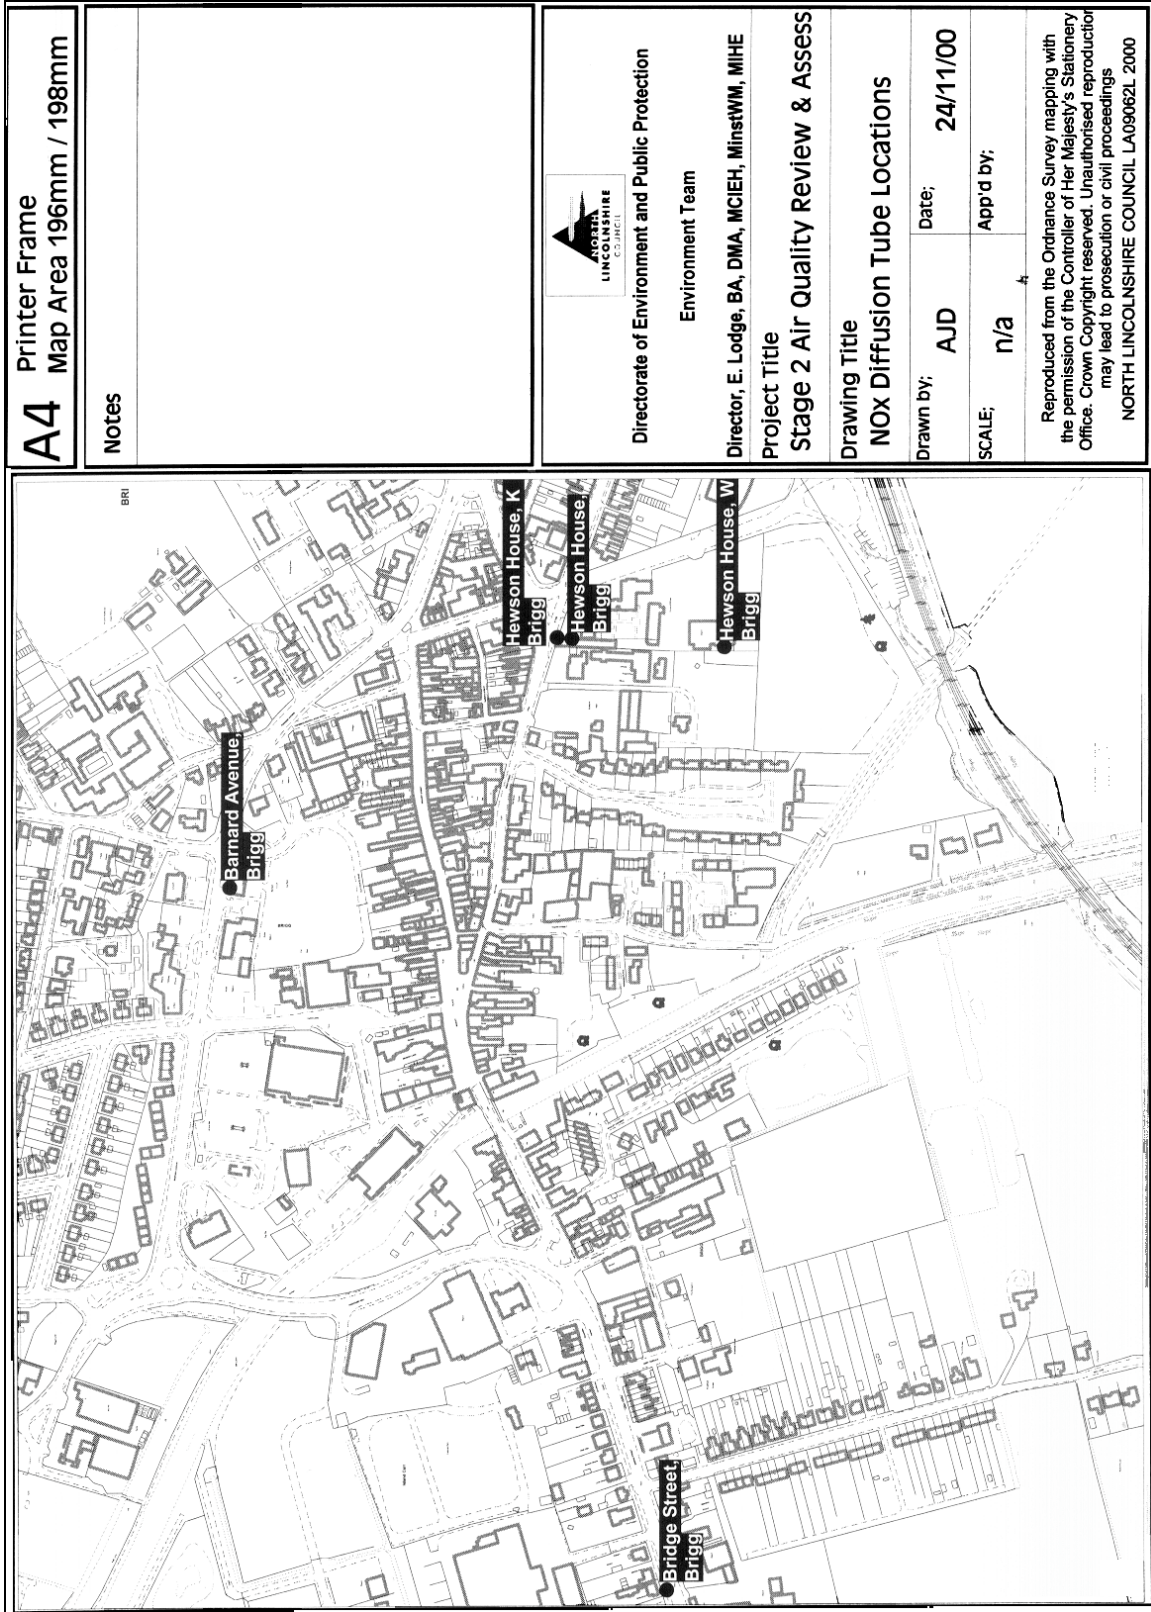 A4
Printer Frame
Map Area 196mm / 198mm
Notes
NORTH
LINCOLNSHIRE
COUNCIL
Directorate of Environment and Public Protection
Environment Team
Director, E. Lodge, BA, DMA, MCIEH, MinstWM, MIHE
Project Title
Stage 2 Air Quality Review & Assess
Drawing Title
NOx Diffusion Tube Locations
Drawn by;
AJD
Date;
24/11/00
SCALE;
n/a
App'd by;
Reproduced from the Ordnance Survey mapping with
the permission of the Controller of Her Majesty's Stationery
Office. Crown Copyright reserved. Unauthorised reproduction
may lead to prosecution or civil proceedings
NORTH LINCOLNSHIRE COUNCIL LA09062L 2000
BRI
Barnard Avenue,
Brigg
Hewson House, K
Brigg
Hewson House,
Brigg
Hewson House, W
Brigg
Bridge Street,
Brigg